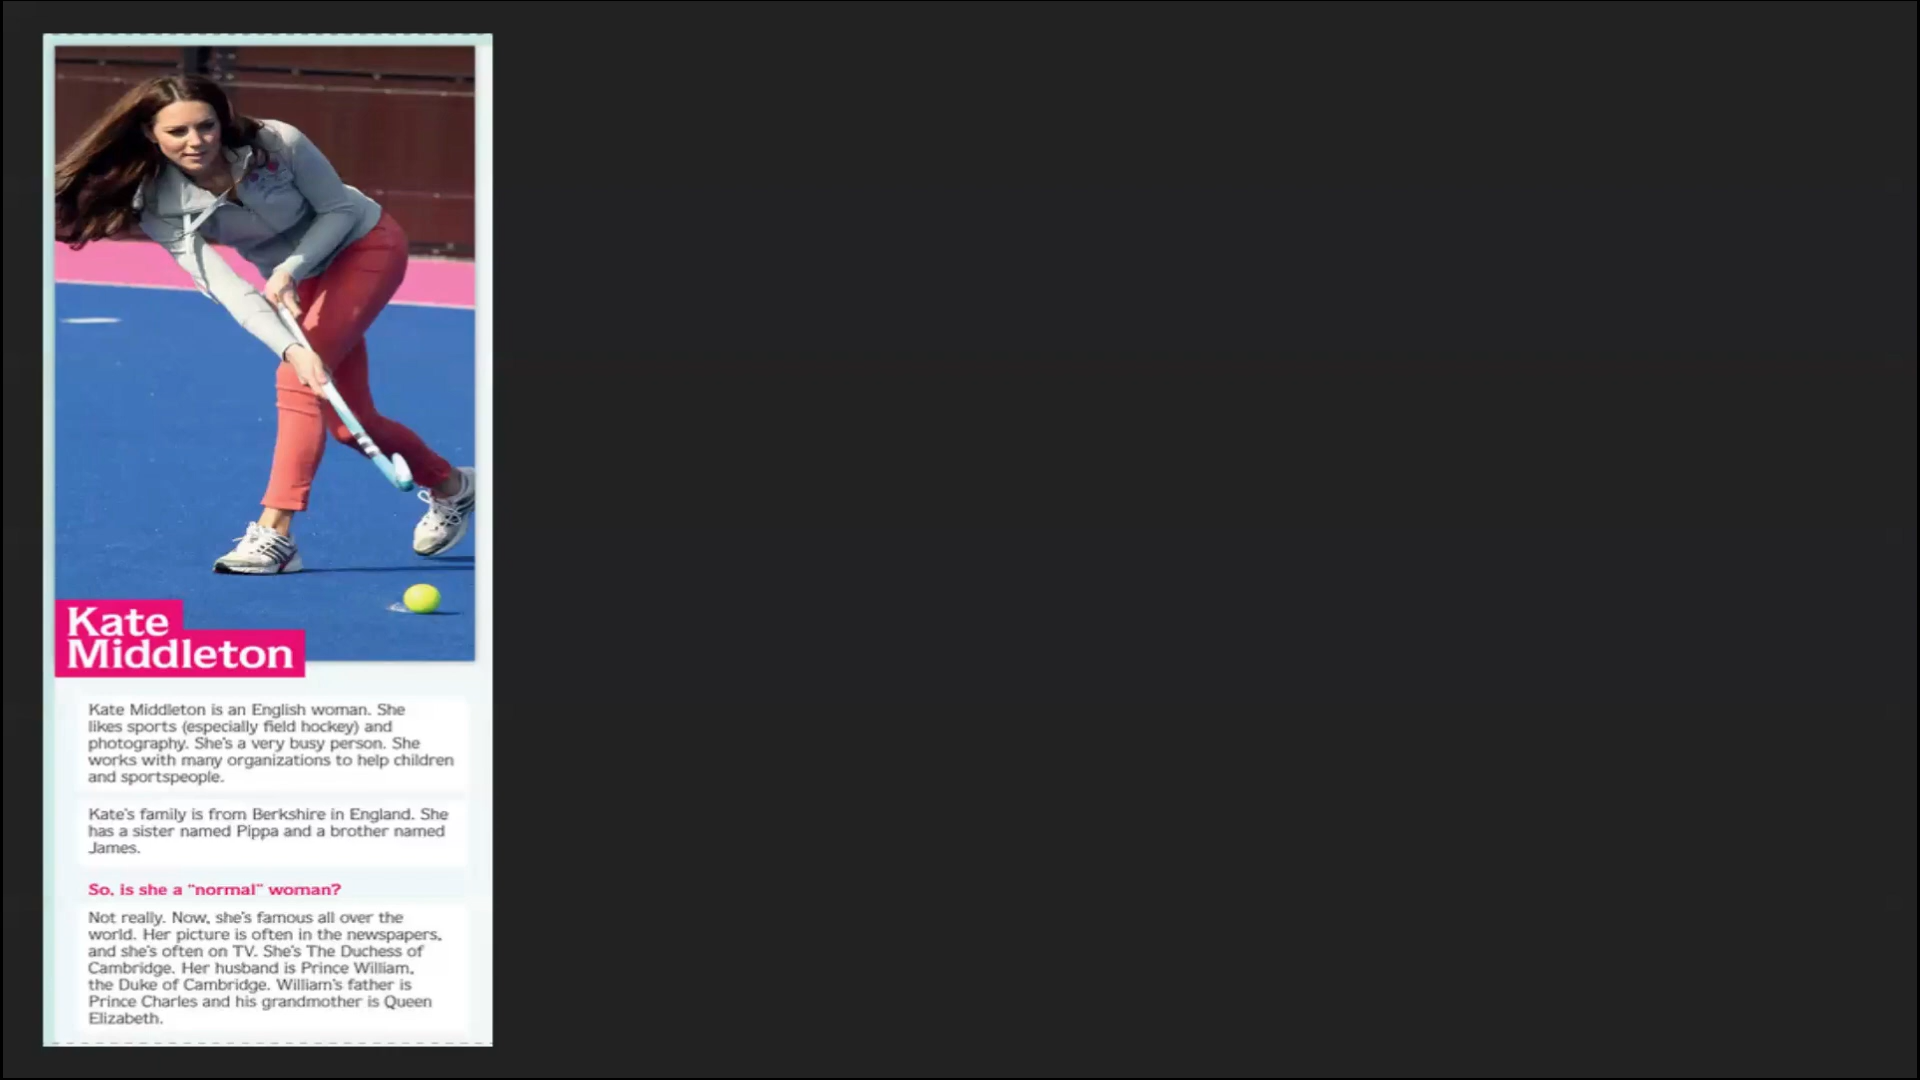 Kate
Middleton
Kate Middleton is an English woman. She
likes sports (especially field hockey) and
photography. She's a very busy person. She
works with many organizations to help children
and sportspeople.
Kate's family is from Berkshire in England. She
has a sister named Pippa and a brother named
James.
So, is she a "normal" woman?
Not really. Now, she's famous all over the
world. Her picture is often in the newspapers,
and she's often on TV. She's The Duchess of
Cambridge. Her husband is Prince William,
the Duke of Cambridge. William's father is
Prince Charles and his grandmother is Queen
Elizabeth.